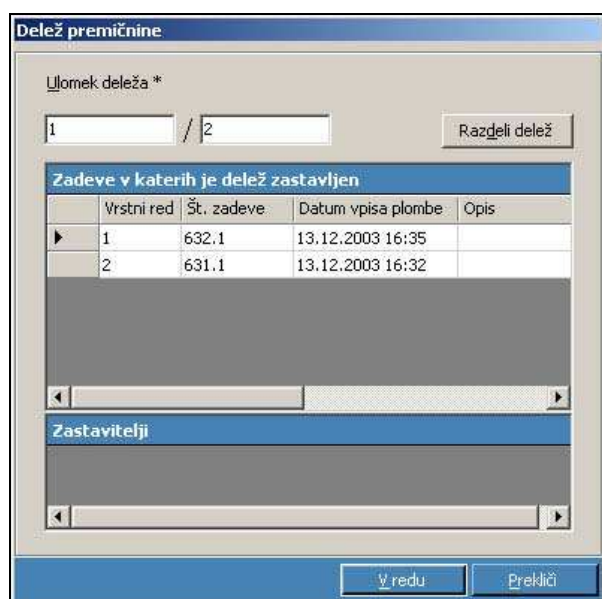 Delež premičnine
Ulomek deleža *
1 / 2 Razdeli delež
Zadeve v katerih je delež zastavljen
Vrstni red Št. zadeve Datum vpisa plombe Opis
1 632.1 13.12.2003 16:35
2 631.1 13.12.2003 16:32
Zastavitelji
V redu Prekliči